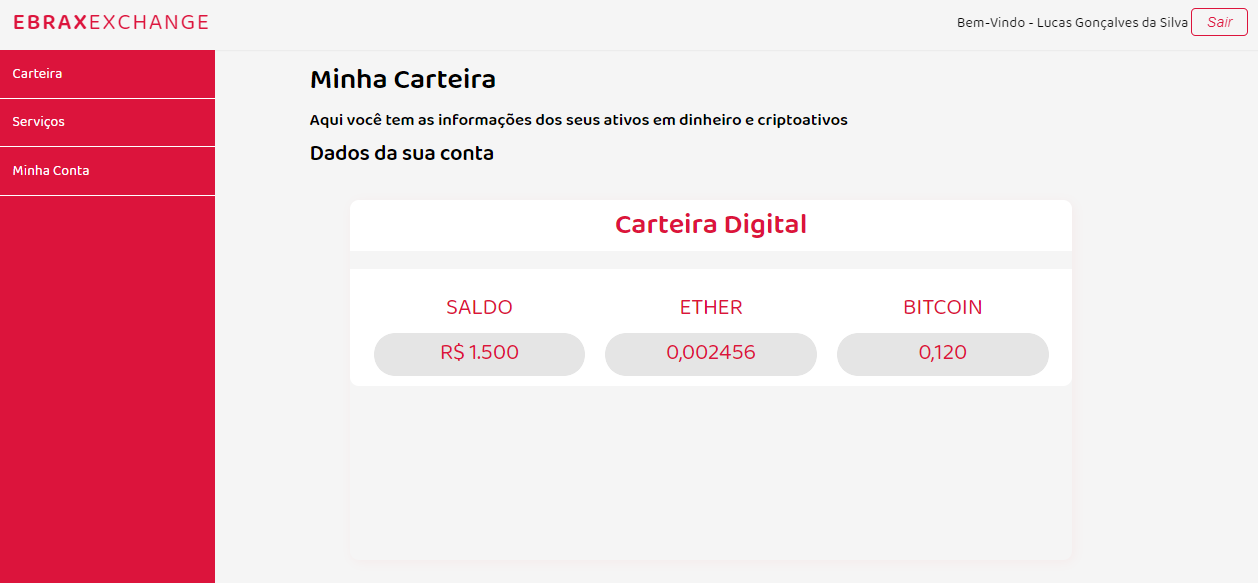 EBRAXEXCHANGE
Bem-Vindo - Lucas Gonçalves da Silva Sair
Carteira
Serviços
Minha Conta
Minha Carteira
Aqui você tem as informações dos seus ativos em dinheiro e criptoativos
Dados da sua conta
Carteira Digital
SALDO ETHER BITCOIN
R$ 1.500 0,002456 0,120